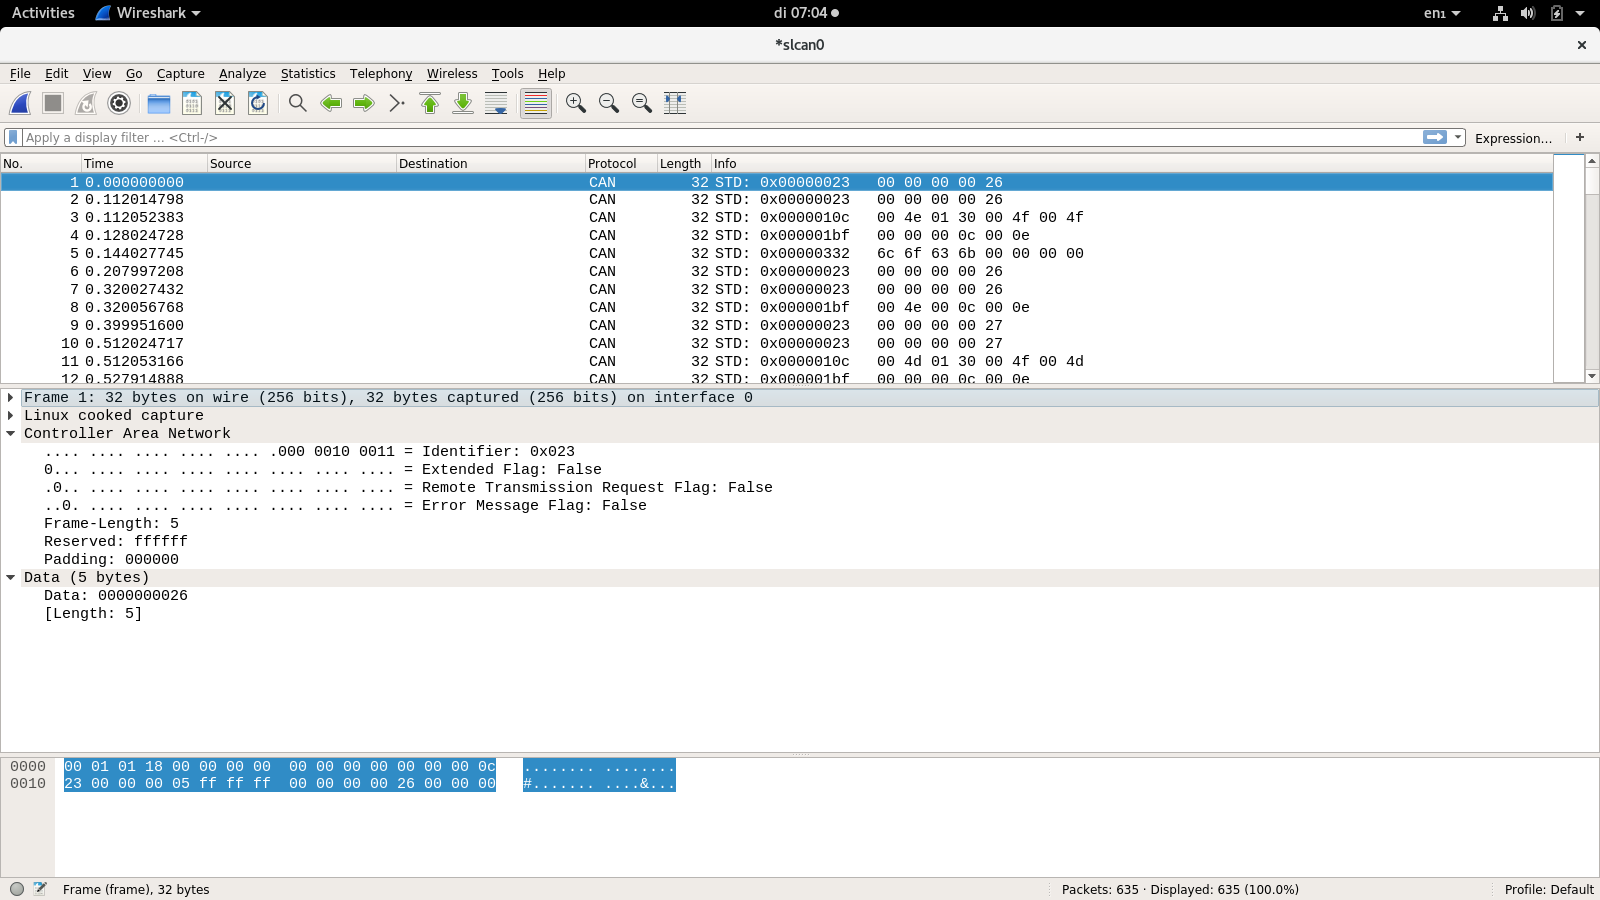 Activities Wireshark di 07:04 en₁
*slcan0
File Edit View Go Capture Analyze Statistics Telephony Wireless Tools Help
Apply a display filter ... <Ctrl-/> Expression... +
No. Time Source Destination Protocol Length Info
1 0.000000000 CAN 32 STD: 0x00000023 00 00 00 00 26
2 0.112014798 CAN 32 STD: 0x00000023 00 00 00 00 26
3 0.112052383 CAN 32 STD: 0x0000010c 00 4e 01 30 00 4f 00 4f
4 0.128024728 CAN 32 STD: 0x000001bf 00 00 00 0c 00 0e
5 0.144027745 CAN 32 STD: 0x00000332 6c 6f 63 6b 00 00 00 00
6 0.207997208 CAN 32 STD: 0x00000023 00 00 00 00 26
7 0.320027432 CAN 32 STD: 0x00000023 00 00 00 00 26
8 0.320056768 CAN 32 STD: 0x000001bf 00 4e 00 0c 00 0e
9 0.399951600 CAN 32 STD: 0x00000023 00 00 00 00 27
10 0.512024717 CAN 32 STD: 0x00000023 00 00 00 00 27
11 0.512053166 CAN 32 STD: 0x0000010c 00 4d 01 30 00 4f 00 4d
12 0.527914888 CAN 32 STD: 0x000001bf 00 00 00 0c 00 0e
Frame 1: 32 bytes on wire (256 bits), 32 bytes captured (256 bits) on interface 0
Linux cooked capture
Controller Area Network
.... .... .... .... .... .000 0010 0011 = Identifier: 0x023
0... .... .... .... .... .... .... .... = Extended Flag: False
.0.. .... .... .... .... .... .... .... = Remote Transmission Request Flag: False
..0. .... .... .... .... .... .... .... = Error Message Flag: False
Frame-Length: 5
Reserved: ffffff
Padding: 000000
Data (5 bytes)
Data: 0000000026
[Length: 5]
0000 00 01 01 18 00 00 00 00 00 00 00 00 00 00 00 0c ........ ........
0010 23 00 00 00 05 ff ff ff 00 00 00 00 26 00 00 00 #....... ....&...
Frame (frame), 32 bytes Packets: 635 · Displayed: 635 (100.0%) Profile: Default